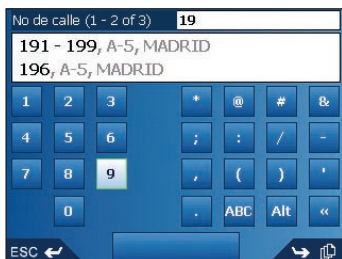 No de calle (1 - 2 of 3) 19
191 - 199, A-5, MADRID
196, A-5, MADRID
1 2 3 * @ # &
4 5 6 ; : / -
7 8 9 , ( ) '
0 . ABC Alt «
ESC